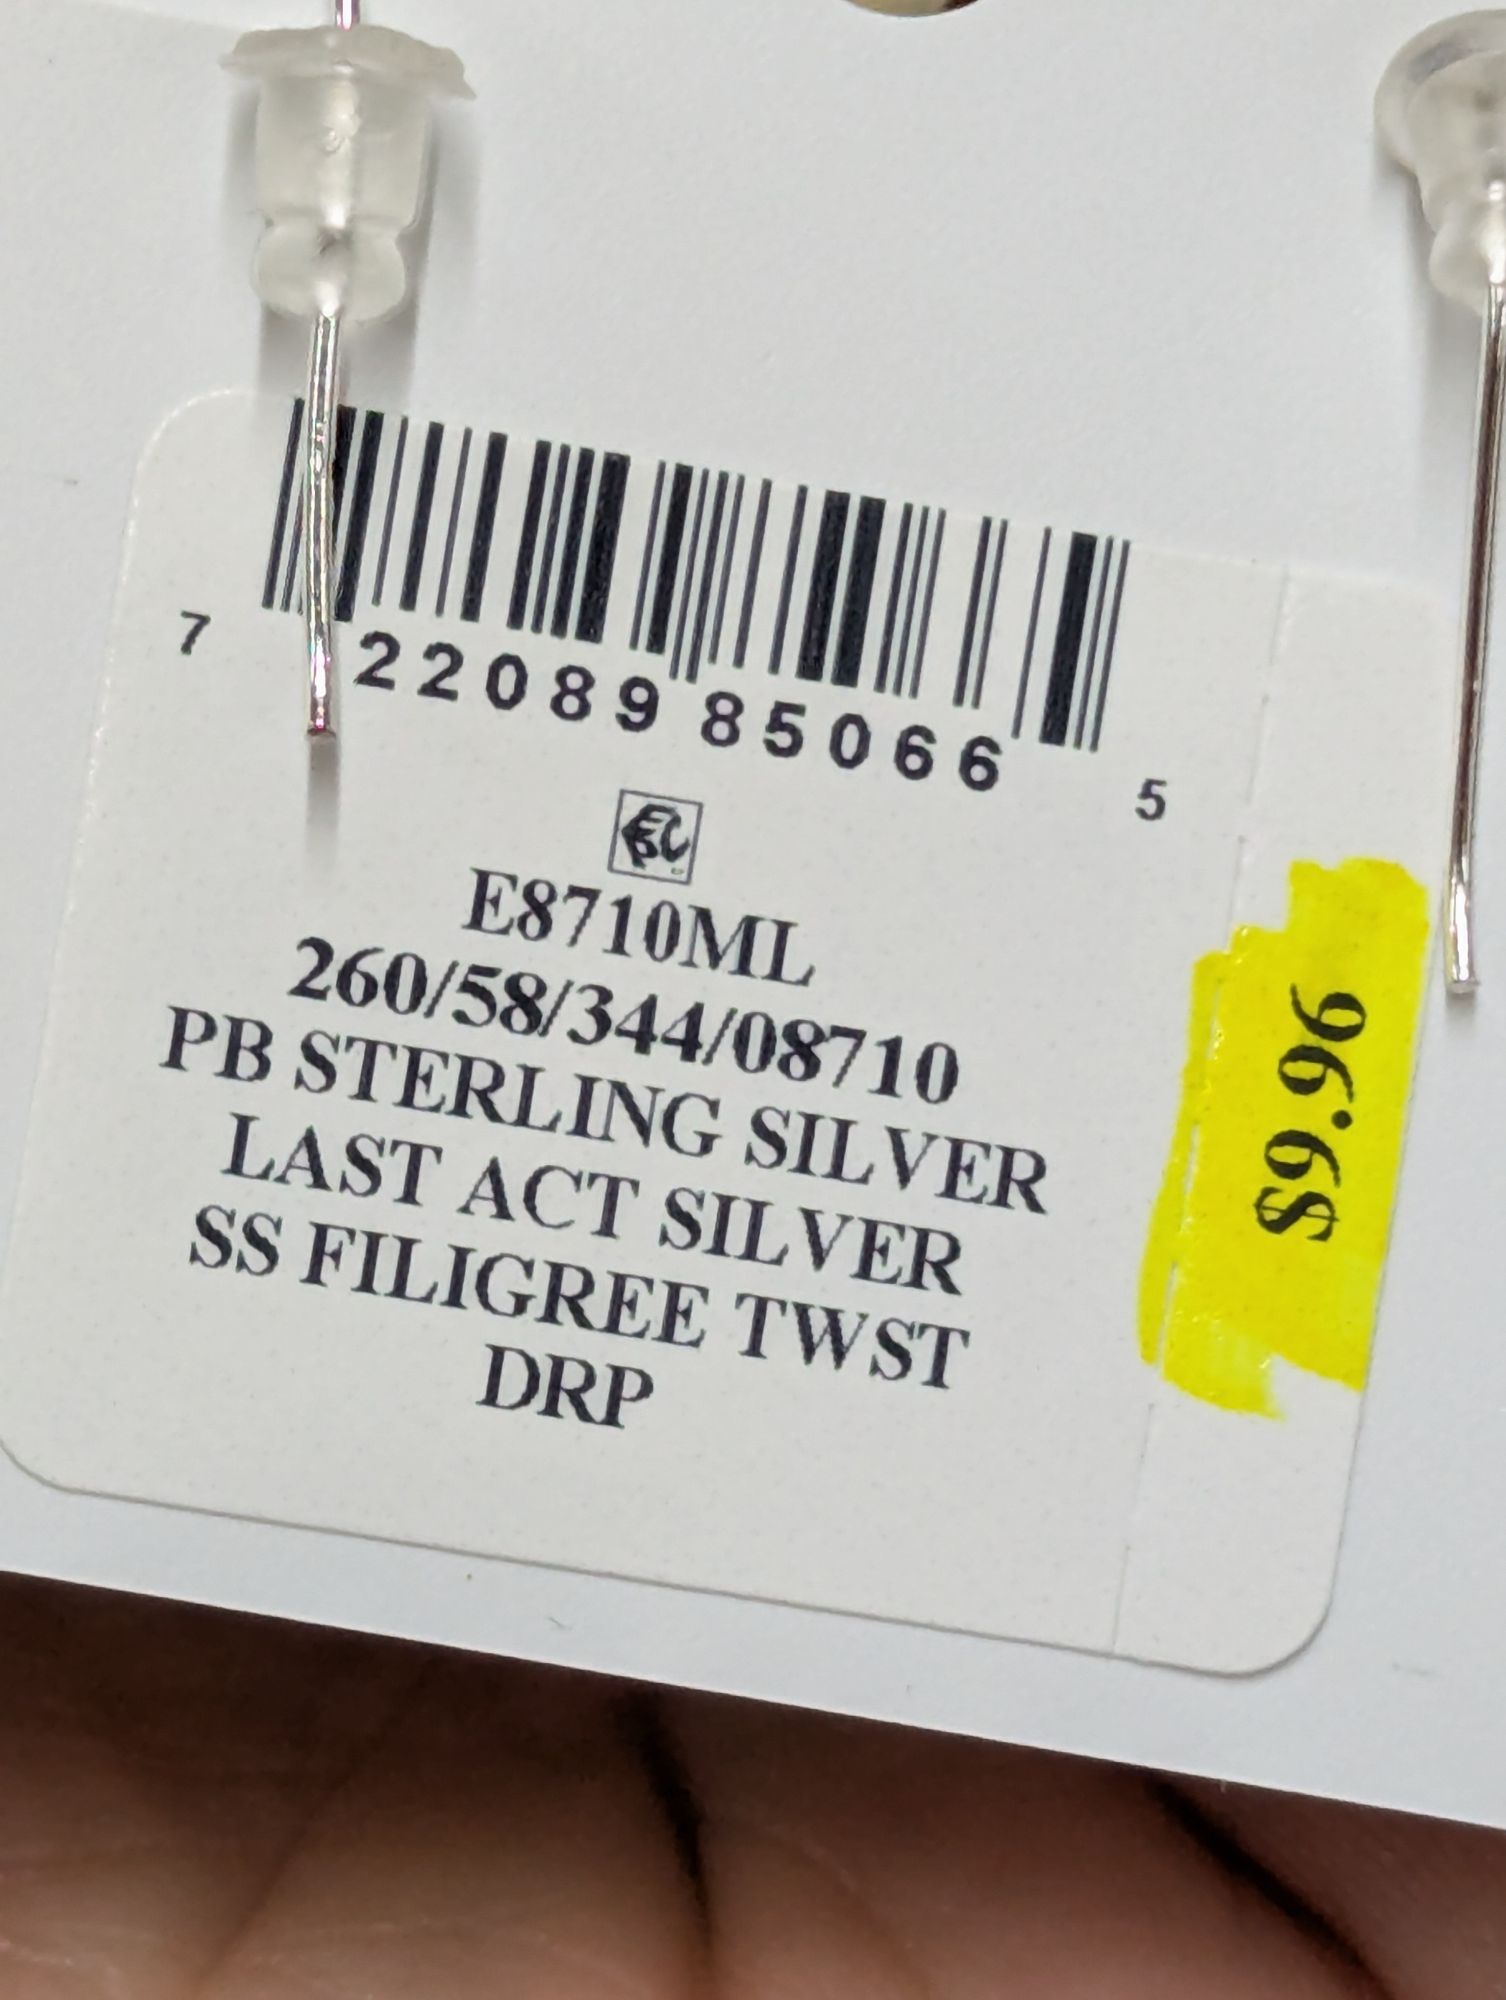 7 22089 85066 5
E8710ML
260/58/344/08710
PB STERLING SILVER
LAST ACT SILVER
SS FILIGREE TWST
DRP
$9.96